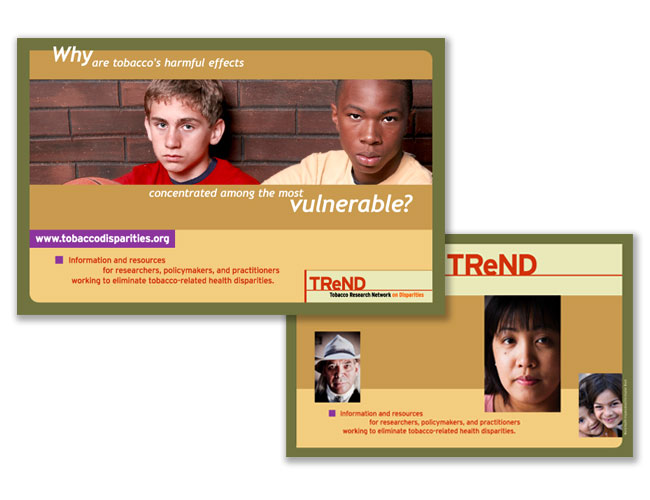 Why are tobacco's harmful effects
concentrated among the most
vulnerable?
www.tobaccodisparities.org
Information and resources
for researchers, policymakers, and practitioners
working to eliminate tobacco-related health disparities.
TReND
Tobacco Research Network on Disparities
TReND
Information and resources
for researchers, policymakers, and practitioners
working to eliminate tobacco-related health disparities.